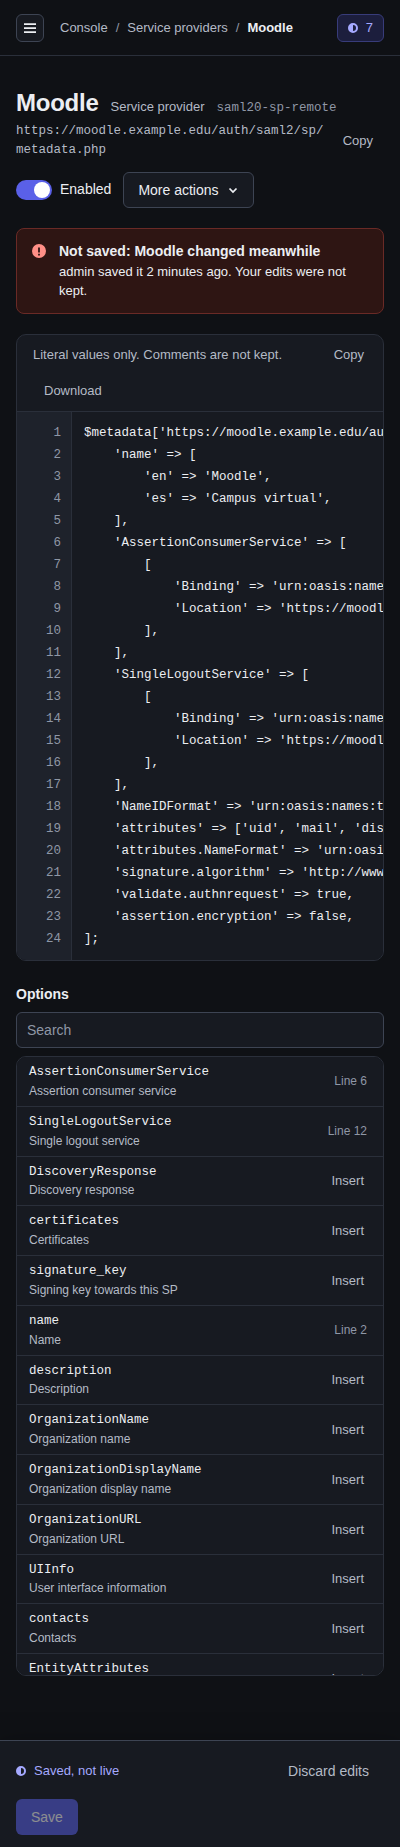 Console / Service providers / Moodle 7
Moodle Service provider saml20-sp-remote
https://moodle.example.edu/auth/saml2/sp/
metadata.php
Copy
Enabled More actions
Not saved: Moodle changed meanwhile
admin saved it 2 minutes ago. Your edits were not
kept.
Literal values only. Comments are not kept. Copy
Download
1 $metadata['https://moodle.example.edu/au
2 'name' => [
3 'en' => 'Moodle',
4 'es' => 'Campus virtual',
5 ],
6 'AssertionConsumerService' => [
7 [
8 'Binding' => 'urn:oasis:name
9 'Location' => 'https://moodl
10 ],
11 ],
12 'SingleLogoutService' => [
13 [
14 'Binding' => 'urn:oasis:name
15 'Location' => 'https://moodl
16 ],
17 ],
18 'NameIDFormat' => 'urn:oasis:names:t
19 'attributes' => ['uid', 'mail', 'dis
20 'attributes.NameFormat' => 'urn:oasi
21 'signature.algorithm' => 'http://www
22 'validate.authnrequest' => true,
23 'assertion.encryption' => false,
24 ];
Options
Search
AssertionConsumerService
Assertion consumer service
Line 6
SingleLogoutService
Single logout service
Line 12
DiscoveryResponse
Discovery response
Insert
certificates
Certificates
Insert
signature_key
Signing key towards this SP
Insert
name
Name
Line 2
description
Description
Insert
OrganizationName
Organization name
Insert
OrganizationDisplayName
Organization display name
Insert
OrganizationURL
Organization URL
Insert
UIInfo
User interface information
Insert
contacts
Contacts
Insert
EntityAttributes
Saved, not live Discard edits
Save